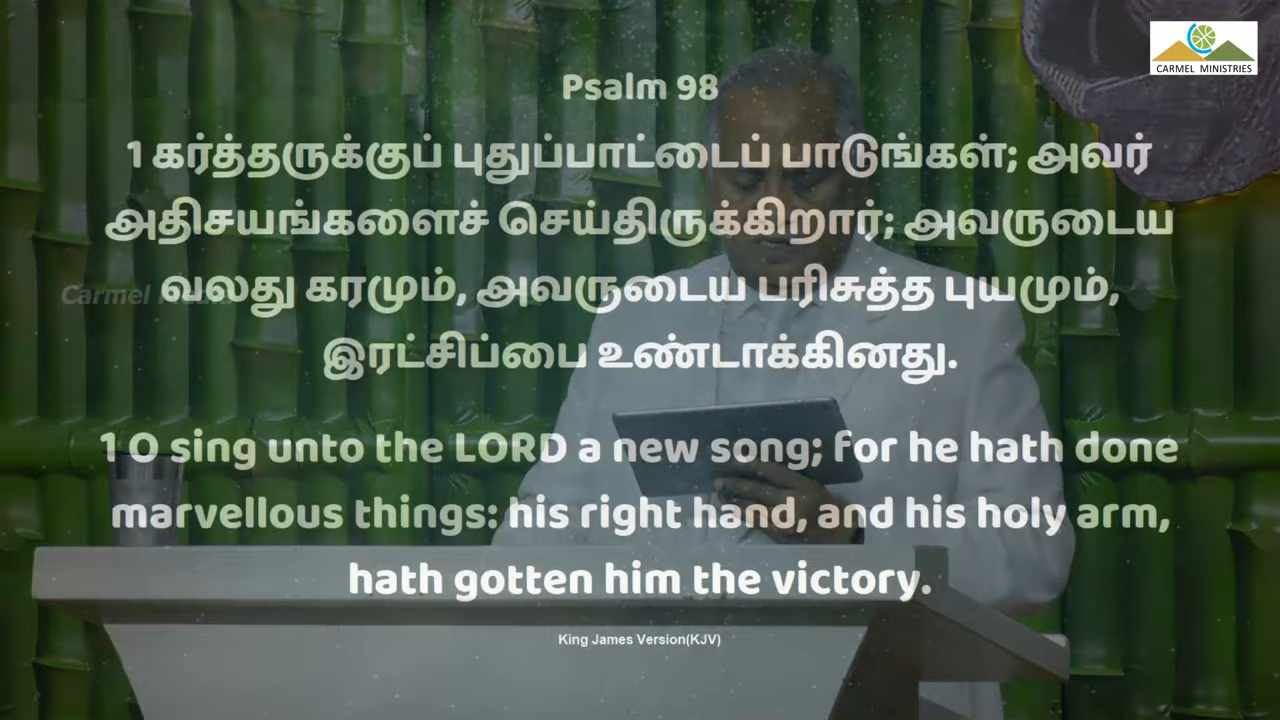 CARMEL MINISTRIES
Psalm 98
1 கர்த்தருக்குப் புதுப்பாட்டைப் பாடுங்கள்; அவர்
அதிசயங்களைச் செய்திருக்கிறார்; அவருடைய
வலது கரமும், அவருடைய பரிசுத்த புயமும்,
இரட்சிப்பை உண்டாக்கினது.
1 O sing unto the LORD a new song; for he hath done
marvellous things: his right hand, and his holy arm,
hath gotten him the victory.
King James Version(KJV)
Carmel